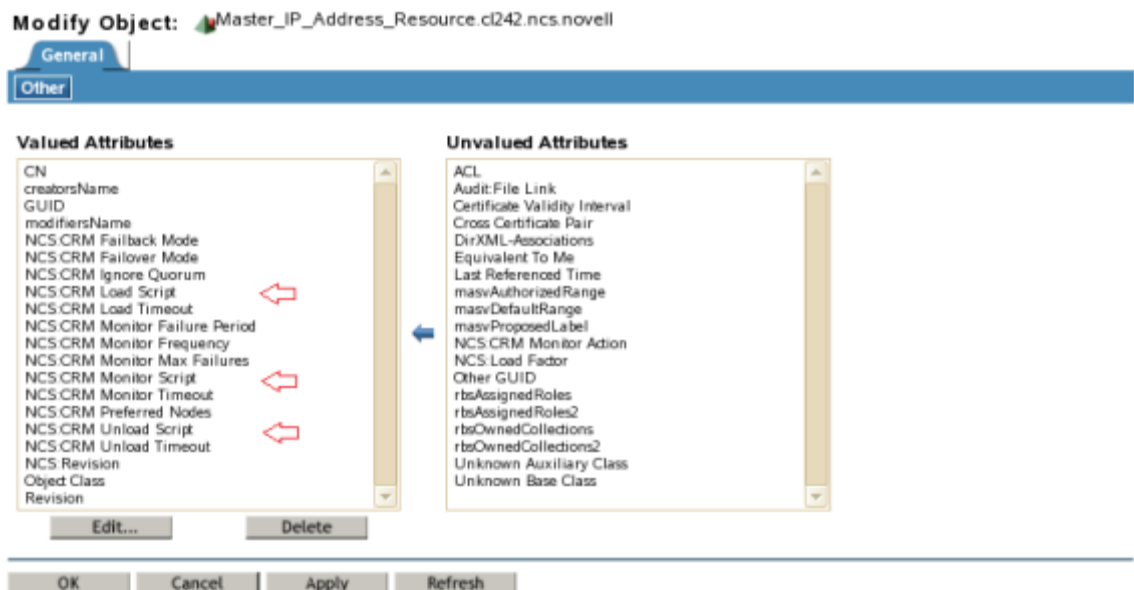 Modify Object: Master_IP_Address_Resource.cl242.ncs.novell
General
Other
Valued Attributes
CN
creatorsName
GUID
modifiersName
NCS:CRM Failback Mode
NCS:CRM Failover Mode
NCS:CRM Ignore Quorum
NCS:CRM Load Script
NCS:CRM Load Timeout
NCS:CRM Monitor Failure Period
NCS:CRM Monitor Frequency
NCS:CRM Monitor Max Failures
NCS:CRM Monitor Script
NCS:CRM Monitor Timeout
NCS:CRM Preferred Nodes
NCS:CRM Unload Script
NCS:CRM Unload Timeout
NCS:Revision
Object Class
Revision
Edit...
Delete
Unvalued Attributes
ACL
Audit:File Link
Certificate Validity Interval
Cross Certificate Pair
DirXML-Associations
Equivalent To Me
Last Referenced Time
masvAuthorizedRange
masvDefaultRange
masvProposedLabel
NCS:CRM Monitor Action
NCS:Load Factor
Other GUID
rbsAssignedRoles
rbsAssignedRoles2
rbsOwnedCollections
rbsOwnedCollections2
Unknown Auxiliary Class
Unknown Base Class
OK
Cancel
Apply
Refresh